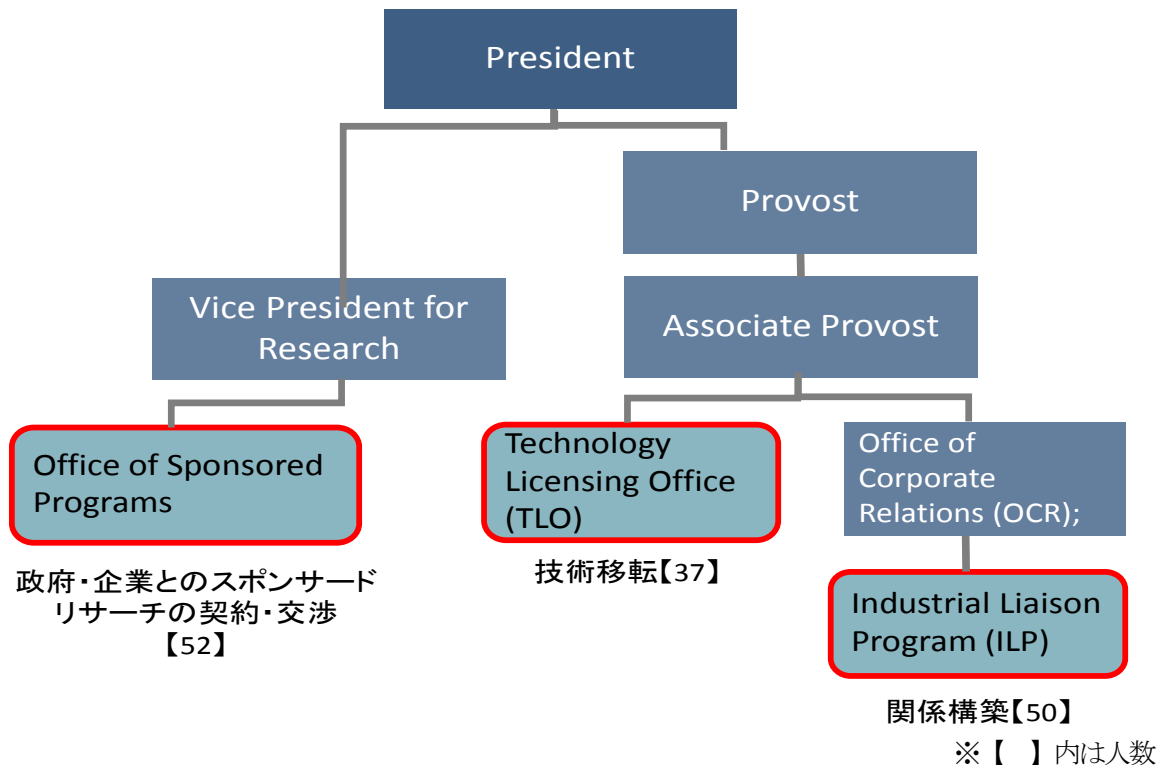 President
Provost
Vice President for
Research
Associate Provost
Office of Sponsored
Programs
政府・企業とのスポンサード
リサーチの契約・交渉
【52】
Technology
Licensing Office
(TLO)
技術移転【37】
Office of
Corporate
Relations (OCR);
Industrial Liaison
Program (ILP)
関係構築【50】
※【　】内は人数